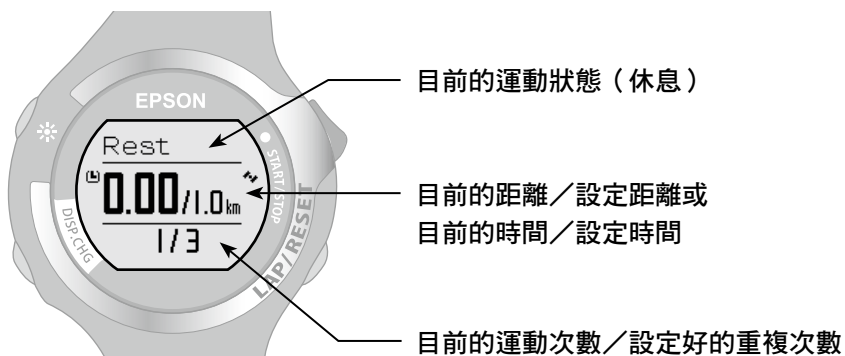 EPSON
Rest
0.00/1.0km
1/3
DISP.CHG
START/STOP
LAP/RESET
目前的運動狀態（休息）
目前的距離／設定距離或
目前的時間／設定時間
目前的運動次數／設定好的重複次數